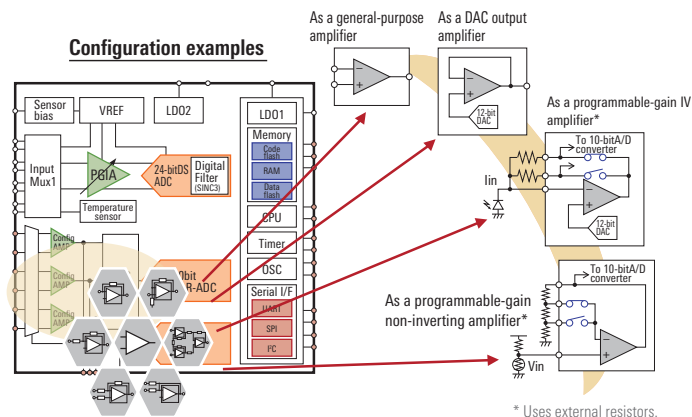 Configuration examples
As a general-purpose
amplifier
As a DAC output
amplifier
12-bit
DAC
As a programmable-gain IV
amplifier*
To 10-bitA/D
converter
Iin
12-bit
DAC
Sensor
bias
VREF
LDO2
LDO1
Memory
Code
flash
RAM
Data
flash
Input
Mux1
PGIA
24-bitDS
ADC
Digital
Filter
(SINC3)
Temperature
sensor
CPU
Timer
OSC
Serial I/F
UART
SPI
I²C
Config
AMP
Config
AMP
Config
AMP
As a programmable-gain
non-inverting amplifier*
To 10-bitA/D
converter
Vin
* Uses external resistors.